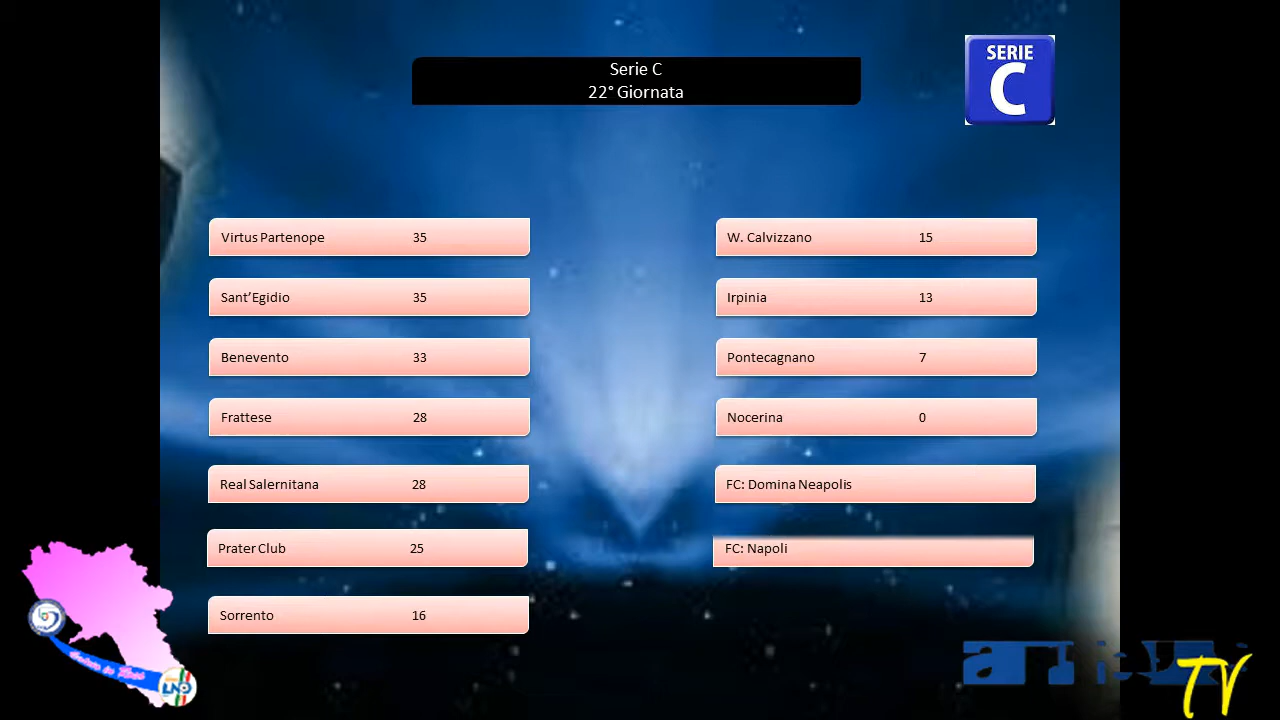 Serie C
22° Giornata
SERIE
C
Virtus Partenope 35
Sant’Egidio 35
Benevento 33
Frattese 28
Real Salernitana 28
Prater Club 25
Sorrento 16
W. Calvizzano 15
Irpinia 13
Pontecagnano 7
Nocerina 0
FC: Domina Neapolis
FC: Napoli
LND
TV